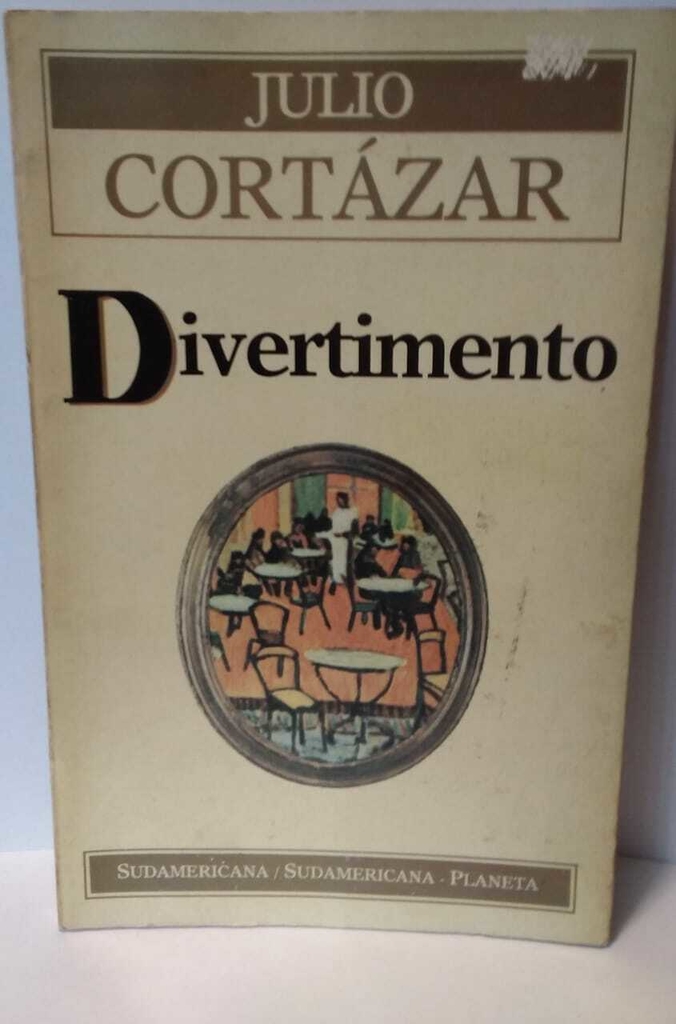 JULIO
CORTÁZAR
Divertimento
SUDAMERICANA / SUDAMERICANA - PLANETA